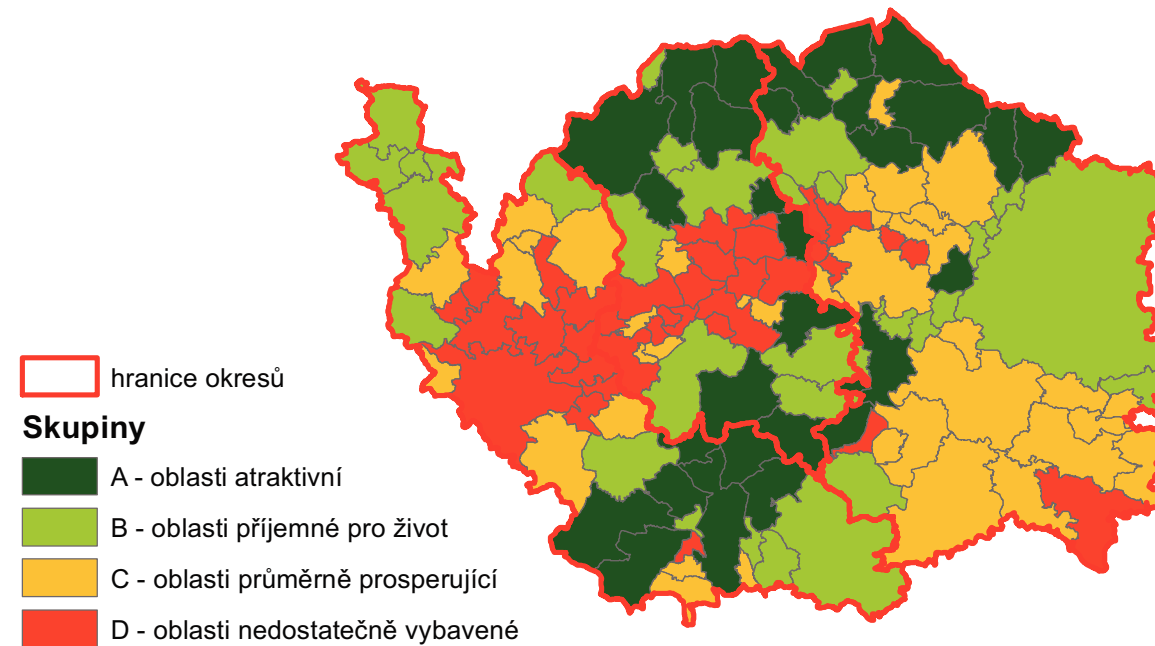 hranice okresů
Skupiny
A - oblasti atraktivní
B - oblasti příjemné pro život
C - oblasti průměrně prosperující
D - oblasti nedostatečně vybavené